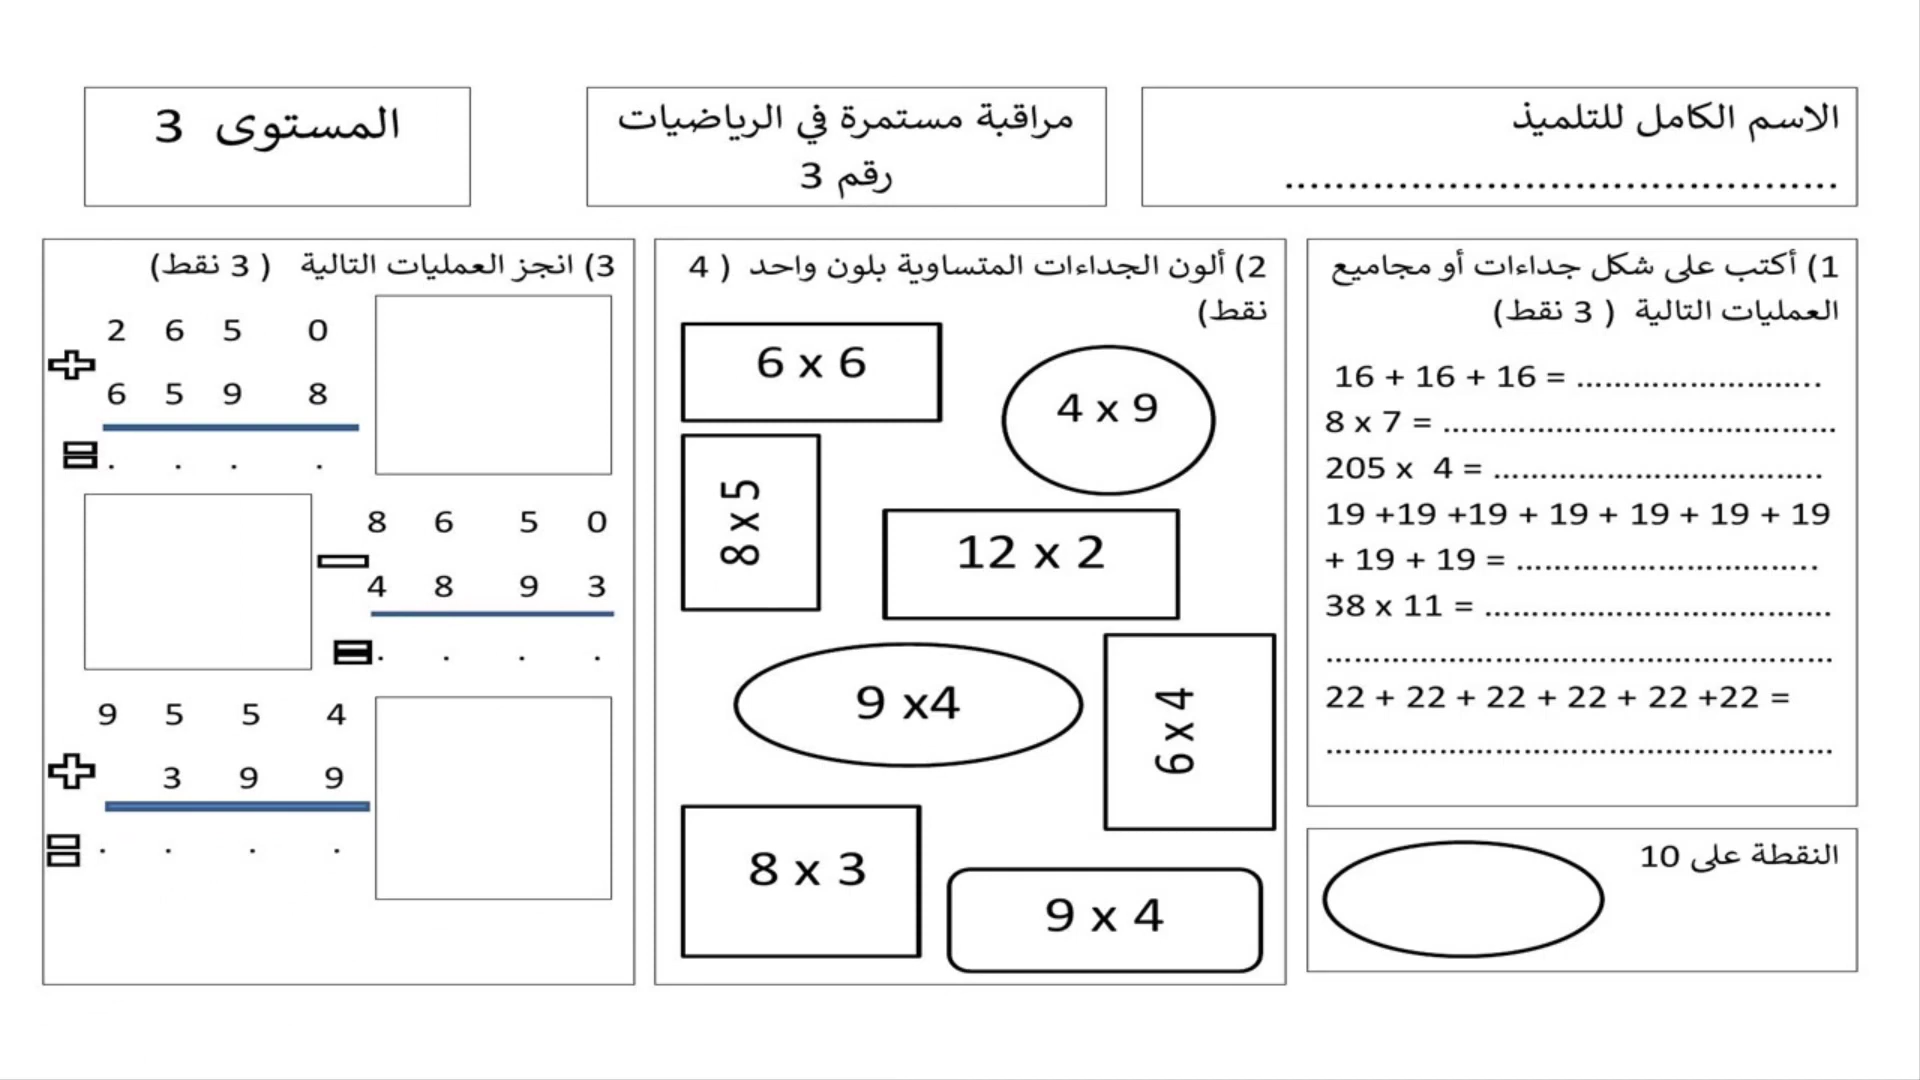 الاسم الكامل للتلميذ
............................................
مراقبة مستمرة في الرياضيات
رقم 3
المستوى 3
1) أكتب على شكل جداءات أو مجاميع
العمليات التالية ( 3 نقط)
16 + 16 + 16 = ..........................
8 x 7 = ......................................
205 x 4 = ...................................
19 +19 +19 + 19 + 19 + 19 + 19
+ 19 + 19 = ................................
38 x 11 = .....................................
......................................................
22 + 22 + 22 + 22 + 22 +22 =
......................................................
النقطة على 10
2) ألون الجداءات المتساوية بلون واحد ( 4
نقط)
6 x 6
4 x 9
8 x 5
12 x 2
9 x4
6 x 4
8 x 3
9 x 4
3) انجز العمليات التالية ( 3 نقط)
2 6 5 0
+
6 5 9 8
= . . . .
8 6 5 0
-
4 8 9 3
= . . . .
9 5 5 4
+
3 9 9
= . . . .